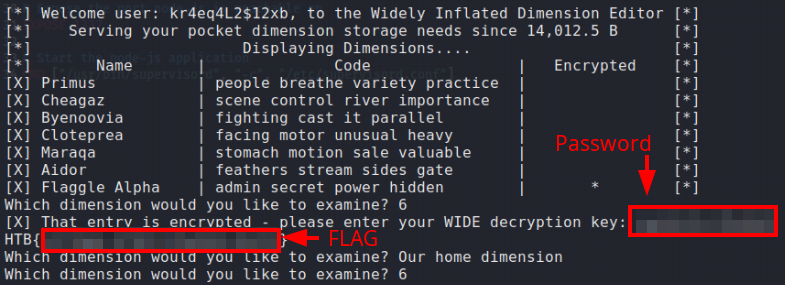 [*] Welcome user: kr4eq4L2$12xb, to the Widely Inflated Dimension Editor [*]
[*] Serving your pocket dimension storage needs since 14,012.5 B [*]
[*] Displaying Dimensions.... [*]
[*] Name | Code | Encrypted [*]
[X] Primus | people breathe variety practice | [*]
[X] Cheagaz | scene control river importance | [*]
[X] Byenoovia | fighting cast it parallel | [*]
[X] Cloteprea | facing motor unusual heavy | [*]
[X] Maraqa | stomach motion sale valuable | [*]
[X] Aidor | feathers stream sides gate | [*]
[X] Flaggle Alpha | admin secret power hidden | * [*]
Password
Which dimension would you like to examine? 6
[X] That entry is encrypted - please enter your WIDE decryption key:
HTB{ }
FLAG
Which dimension would you like to examine? Our home dimension
Which dimension would you like to examine? 6